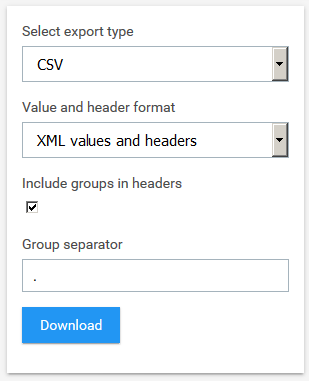 Select export type
CSV
Value and header format
XML values and headers
Include groups in headers
Group separator
.
Download